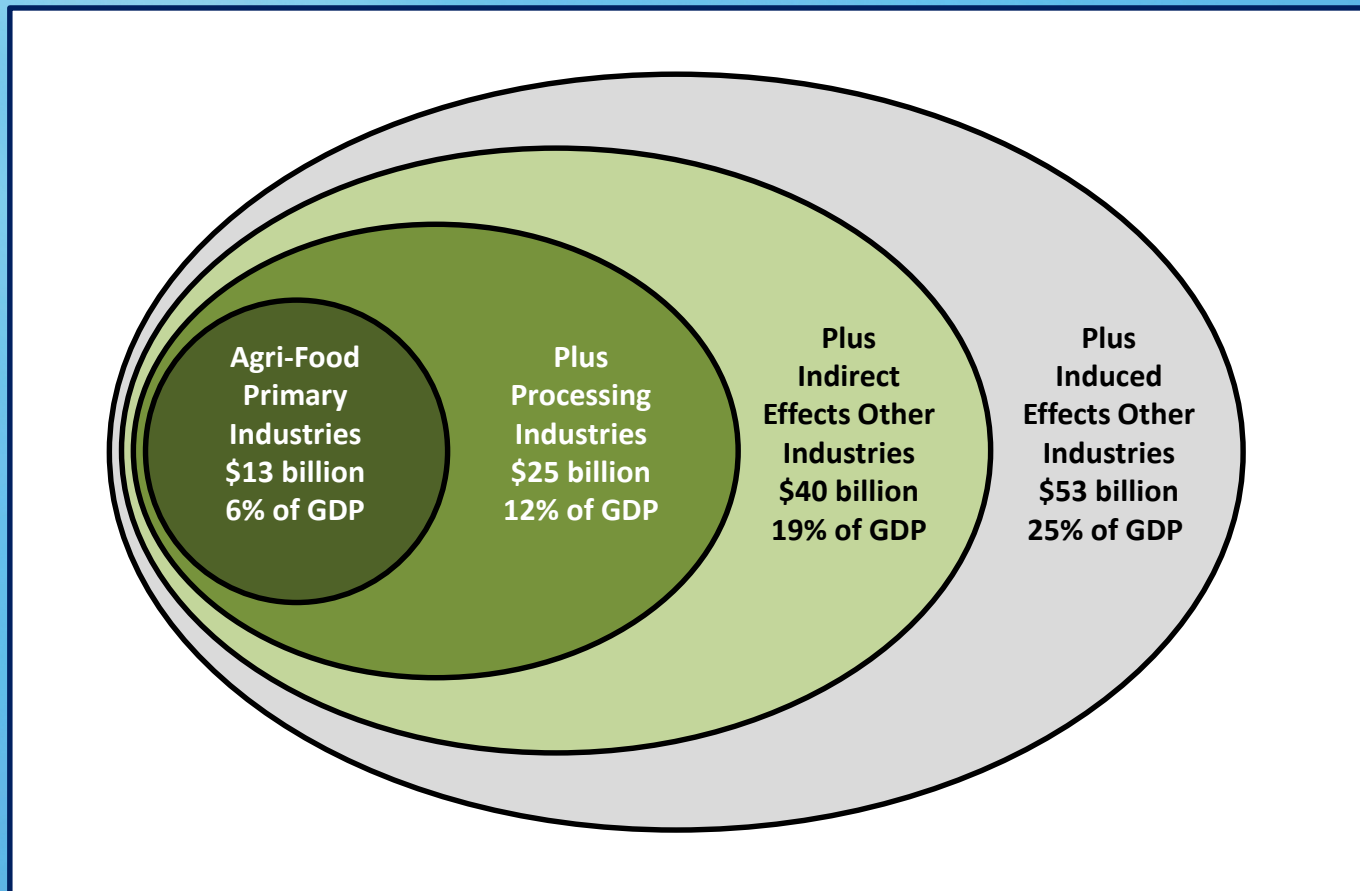 Agri-Food
Primary
Industries
$13 billion
6% of GDP
Plus
Processing
Industries
$25 billion
12% of GDP
Plus
Indirect
Effects Other
Industries
$40 billion
19% of GDP
Plus
Induced
Effects Other
Industries
$53 billion
25% of GDP